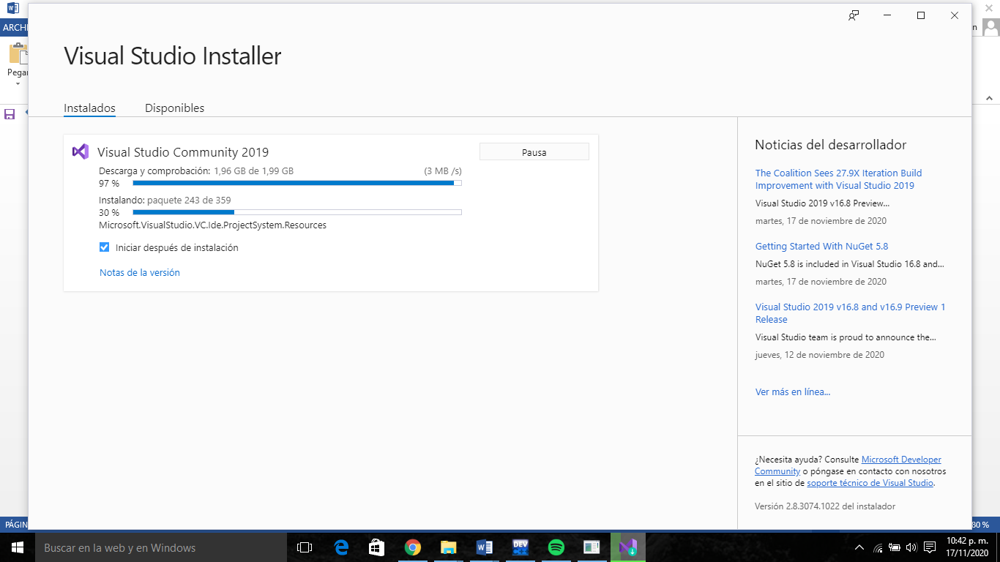 ARCHI
Pegar
Visual Studio Installer
Instalados
Disponibles
Visual Studio Community 2019
Pausa
Descarga y comprobación: 1,96 GB de 1,99 GB (3 MB /s)
97 %
Instalando: paquete 243 de 359
30 %
Microsoft.VisualStudio.VC.Ide.ProjectSystem.Resources
Iniciar después de instalación
Notas de la versión
Noticias del desarrollador
The Coalition Sees 27.9X Iteration Build
Improvement with Visual Studio 2019
Visual Studio 2019 v16.8 Preview...
martes, 17 de noviembre de 2020
Getting Started With NuGet 5.8
NuGet 5.8 is included in Visual Studio 16.8 and...
martes, 17 de noviembre de 2020
Visual Studio 2019 v16.8 and v16.9 Preview 1
Release
Visual Studio team is proud to announce the...
jueves, 12 de noviembre de 2020
Ver más en línea...
¿Necesita ayuda? Consulte Microsoft Developer
Community o póngase en contacto con nosotros
en el sitio de soporte técnico de Visual Studio.
Versión 2.8.3074.1022 del instalador
PÁGIN
80 %
Buscar en la web y en Windows
DEV
C++
10:42 p. m.
17/11/2020